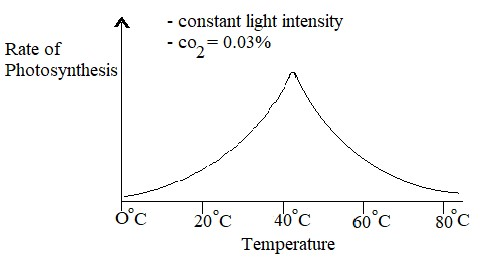 - constant light intensity
- co₂ = 0.03%
Rate of
Photosynthesis
0°C 20°C 40°C 60°C 80°C
Temperature